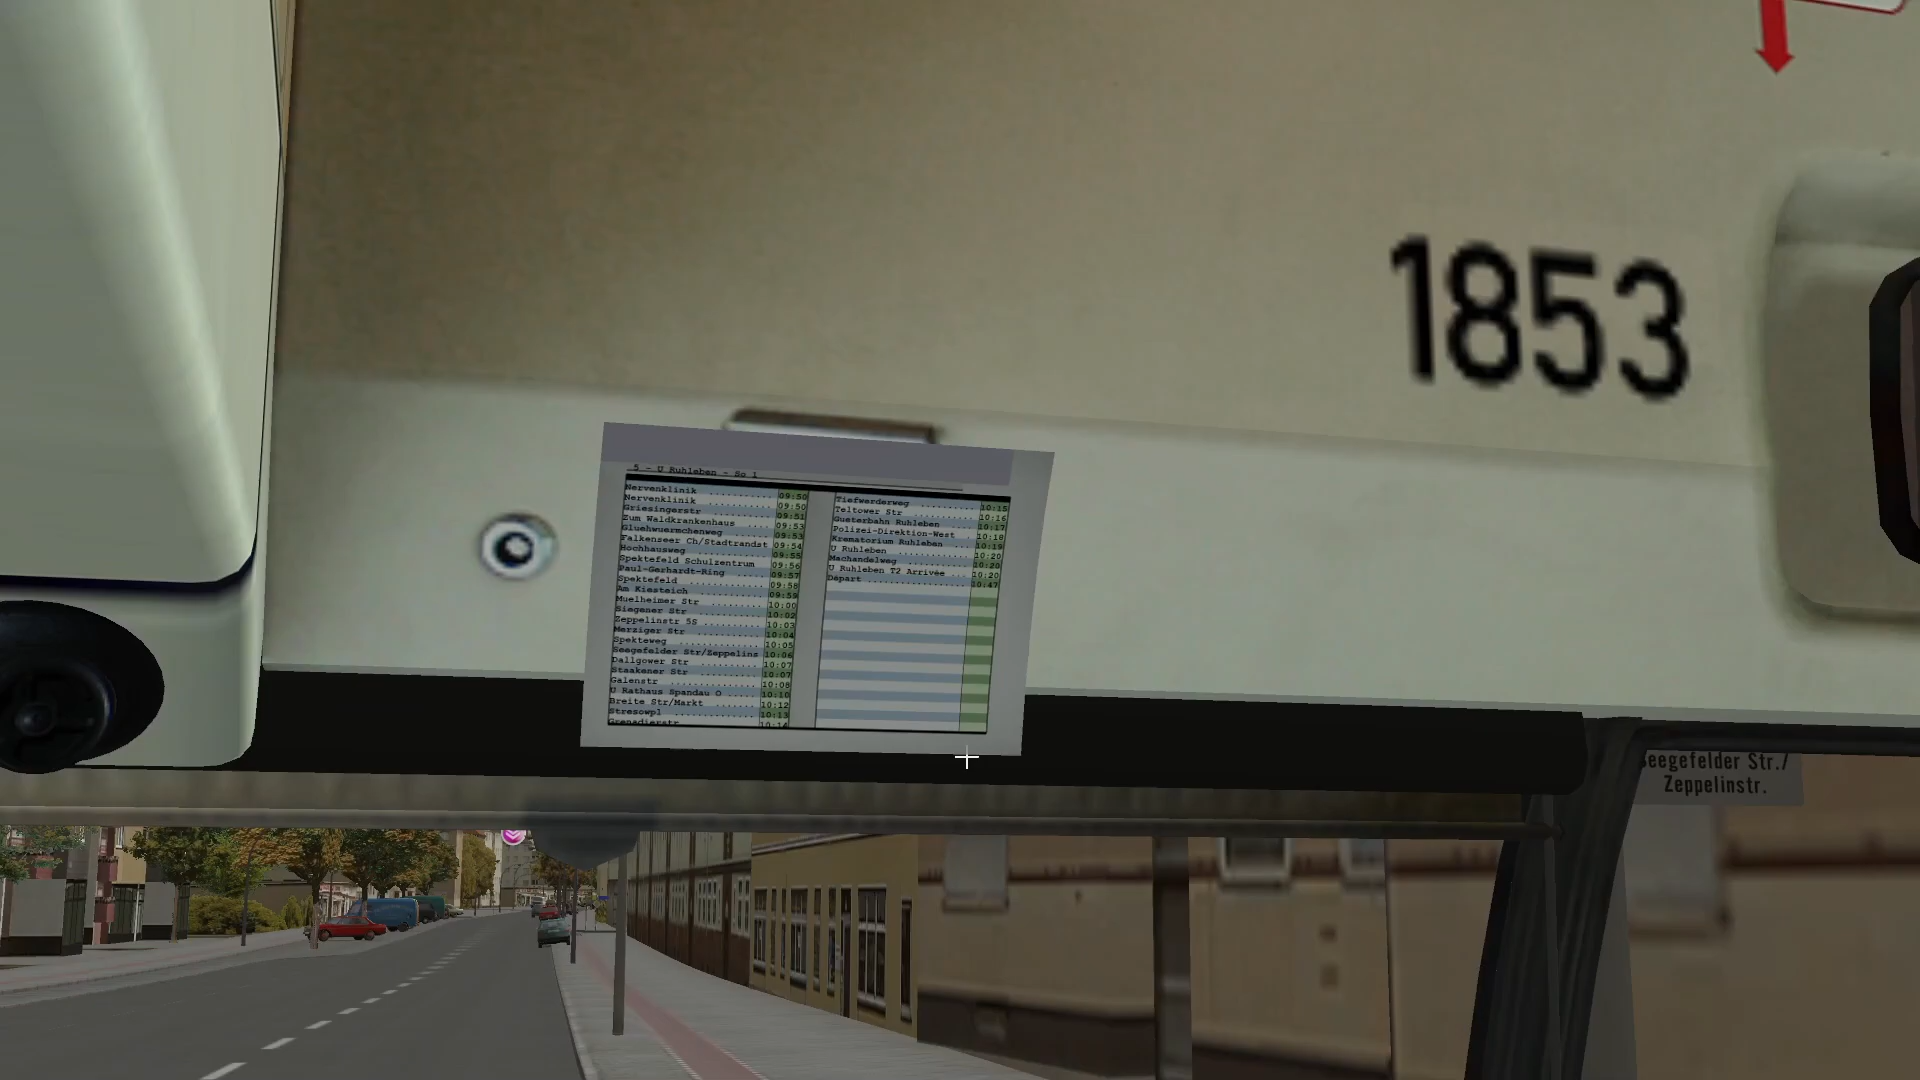 1853
5 - U Ruhleben - So 1
Nervenklinik .......... 09:50
Nervenklinik .......... 09:50
Griesingerstr .......... 09:51
Zum Waldkrankenhaus .... 09:53
Gluehwuermchenweg ...... 09:53
Falkenseer Ch/Stadtrandst 09:54
Hochhausweg .......... 09:55
Spektefeld Schulzentrum 09:56
Paul-Gerhardt-Ring ..... 09:57
Spektefeld .......... 09:58
Am Kiesteich .......... 09:59
Muelheimer Str ........ 10:00
Siegener Str .......... 10:02
Zeppelinstr 55 ........ 10:03
Merziger Str .......... 10:04
Spekteweg .......... 10:05
Seegefelder Str/Zeppelins 10:06
Dallgower Str .......... 10:07
Staakener Str .......... 10:07
Galenstr .......... 10:08
U Rathaus Spandau O .... 10:10
Breite Str/Markt ...... 10:12
Stresowpl .......... 10:13
Grenadierstr .......... 10:14
Tiefwerderweg .......... 10:15
Teltower Str .......... 10:16
Gueterbahn Ruhleben .... 10:17
Polizei-Direktion-West . 10:18
Krematorium Ruhleben ... 10:19
U Ruhleben .......... 10:20
Machandelweg .......... 10:20
U Ruhleben T2 Arrivée .. 10:20
Départ .......... 10:47
Seegefelder Str./
Zeppelinstr.